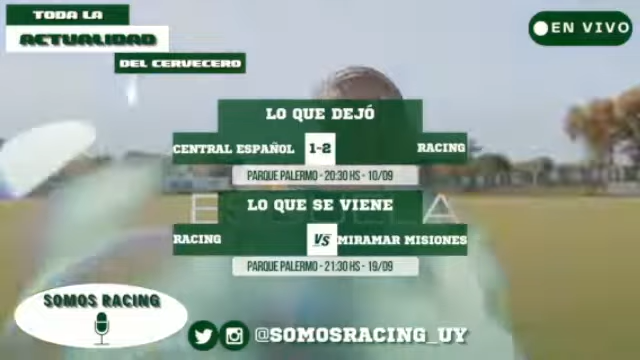 TODA LA
ACTUALIDAD
DEL CERVECERO
EN VIVO
LO QUE DEJÓ
CENTRAL ESPAÑOL 1-2 RACING
PARQUE PALERMO - 20:30 HS - 10/09
LO QUE SE VIENE
ESCUELA
RACING VS MIRAMAR MISIONES
PARQUE PALERMO - 21:30 HS - 19/09
SOMOS RACING
@SOMOSRACING_UY